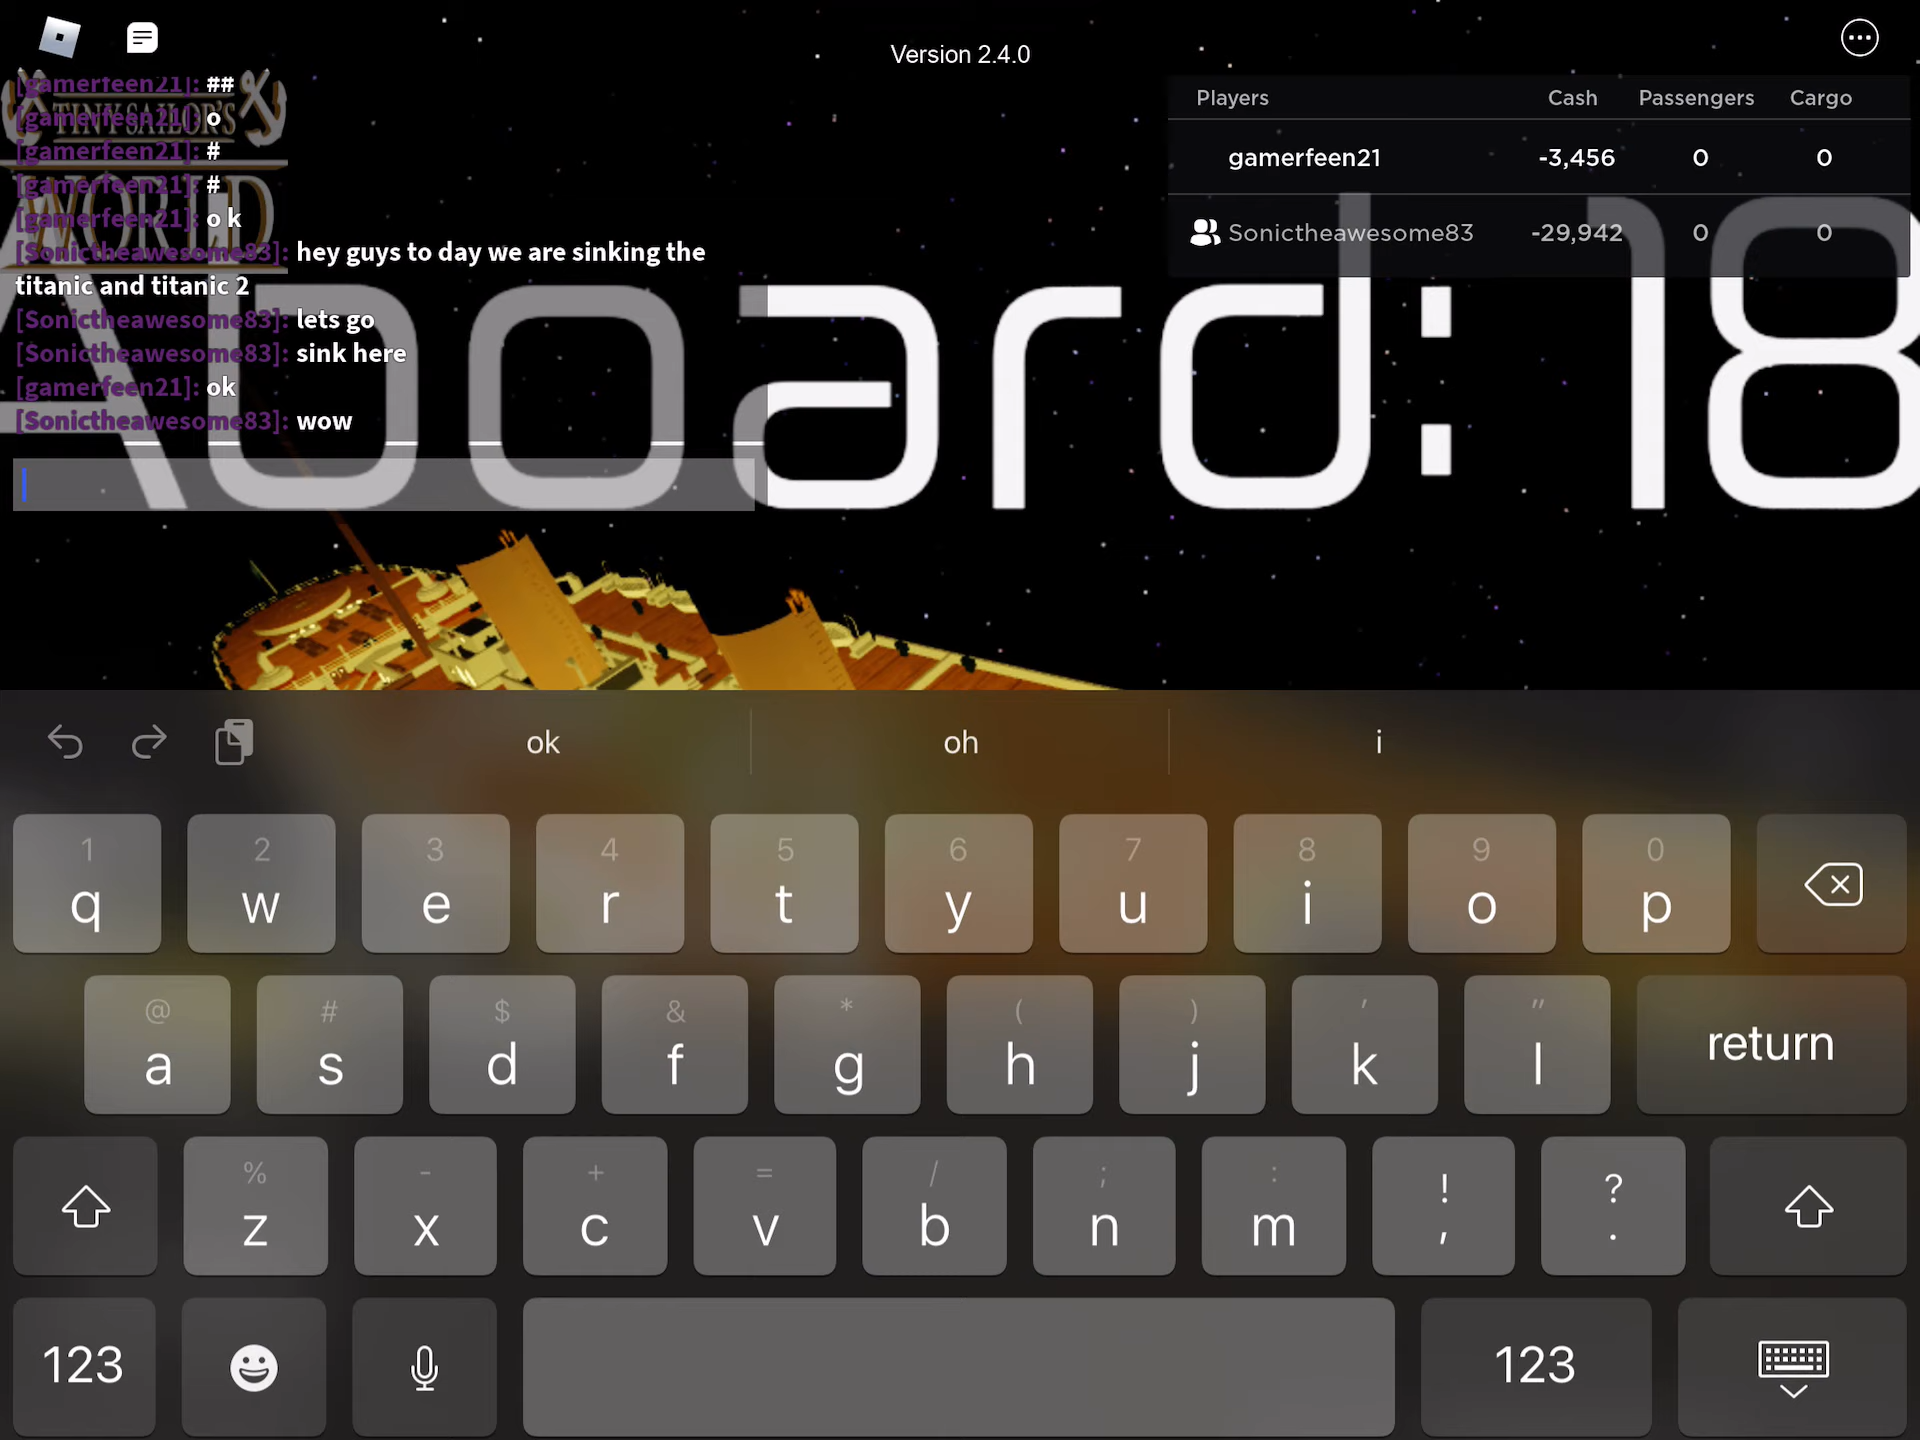 Version 2.4.0
[gamerfeen21]: ##
[gamerfeen21]: o
[gamerfeen21]: #
[gamerfeen21]: #
[gamerfeen21]: o k
[Sonictheawesome83]: hey guys to day we are sinking the
titanic and titanic 2
[Sonictheawesome83]: lets go
[Sonictheawesome83]: sink here
[gamerfeen21]: ok
[Sonictheawesome83]: wow
TINY SAILOR'S
WORLD
Players Cash Passengers Cargo
gamerfeen21 -3,456 0 0
Sonictheawesome83 -29,942 0 0
Aboard: 18
ok oh i
1 2 3 4 5 6 7 8 9 0
q w e r t y u i o p
@ # $ & * ( ) ' "
a s d f g h j k l return
% - + = / ; : ! ?
z x c v b n m , .
123 123